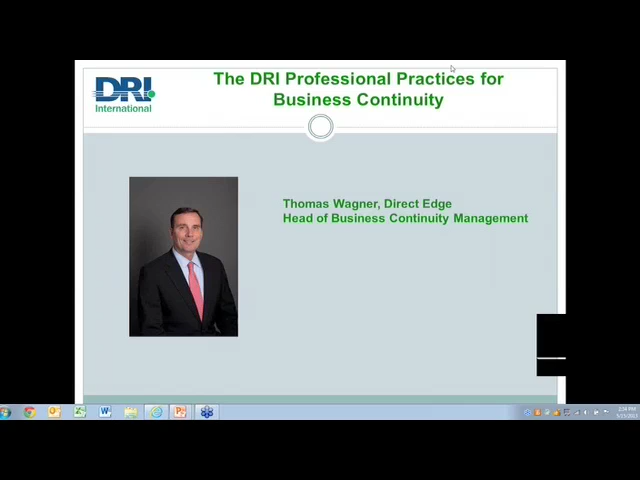 The DRI Professional Practices for
Business Continuity
DRI
International
Thomas Wagner, Direct Edge
Head of Business Continuity Management